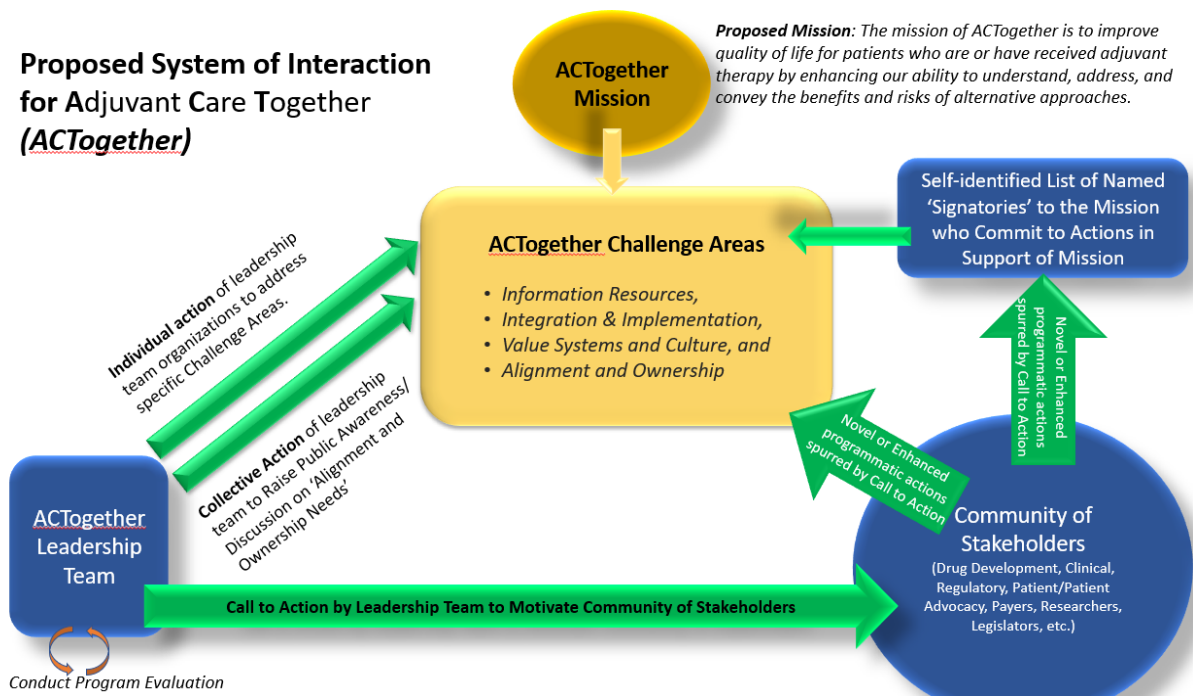 Proposed System of Interaction
for Adjuvant Care Together
(ACTogether)
ACTogether
Mission
Proposed Mission: The mission of ACTogether is to improve
quality of life for patients who are or have received adjuvant
therapy by enhancing our ability to understand, address, and
convey the benefits and risks of alternative approaches.
ACTogether Challenge Areas
• Information Resources,
• Integration & Implementation,
• Value Systems and Culture, and
• Alignment and Ownership
Self-identified List of Named
‘Signatories’ to the Mission
who Commit to Actions in
Support of Mission
Individual action of leadership
team organizations to address
specific Challenge Areas.
Collective Action of leadership
team to Raise Public Awareness/
Discussion on ‘Alignment and
Ownership Needs’
Novel or Enhanced
programmatic actions
spurred by Call to Action
Novel or Enhanced
programmatic actions
spurred by Call to Action
ACTogether
Leadership
Team
Call to Action by Leadership Team to Motivate Community of Stakeholders
Community of
Stakeholders
(Drug Development, Clinical,
Regulatory, Patient/Patient
Advocacy, Payers, Researchers,
Legislators, etc.)
Conduct Program Evaluation